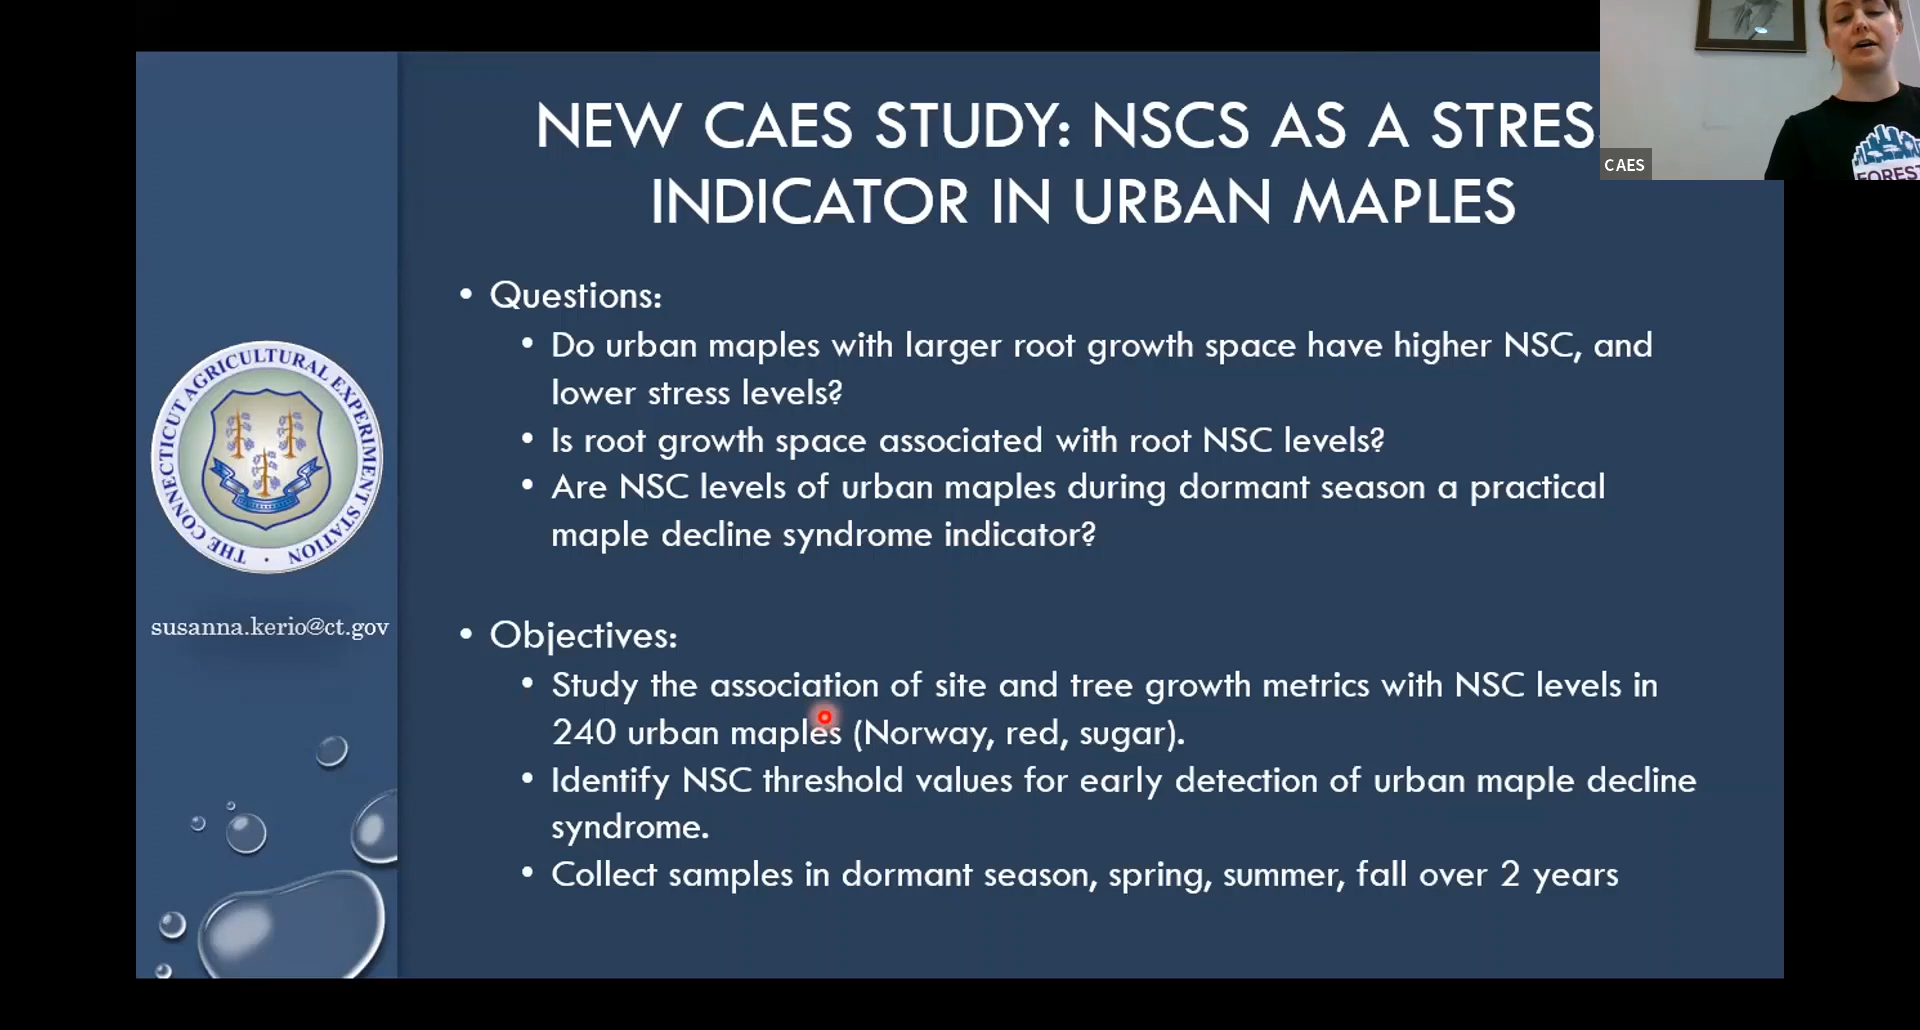 NEW CAES STUDY: NSCS AS A STRES
INDICATOR IN URBAN MAPLES
• Questions:
• Do urban maples with larger root growth space have higher NSC, and
lower stress levels?
• Is root growth space associated with root NSC levels?
• Are NSC levels of urban maples during dormant season a practical
maple decline syndrome indicator?
• Objectives:
• Study the association of site and tree growth metrics with NSC levels in
240 urban maples (Norway, red, sugar).
• Identify NSC threshold values for early detection of urban maple decline
syndrome.
• Collect samples in dormant season, spring, summer, fall over 2 years
THE CONNECTICUT AGRICULTURAL EXPERIMENT STATION •
susanna.kerio@ct.gov
CAES
FOREST